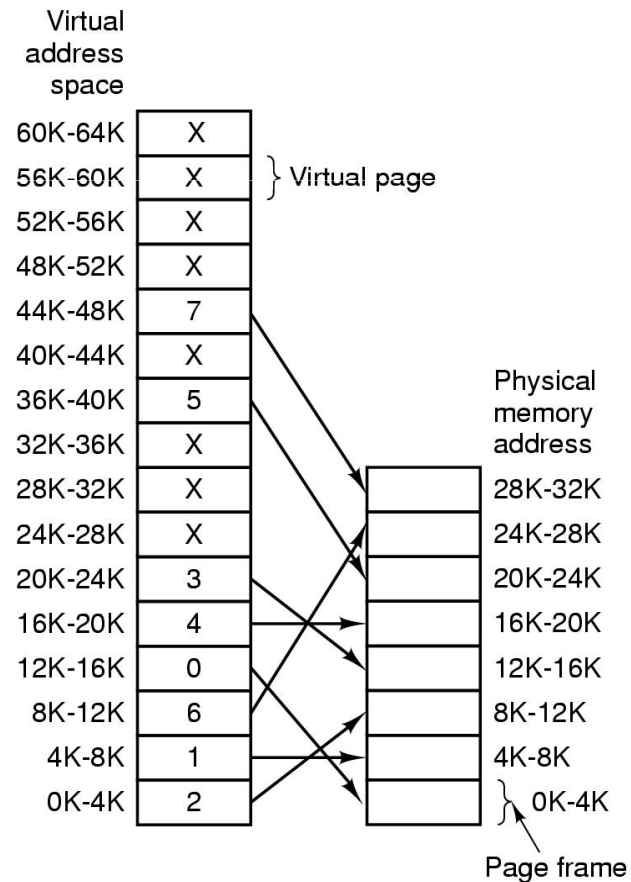 Virtual
address
space
60K-64K X
56K-60K X Virtual page
52K-56K X
48K-52K X
44K-48K 7
40K-44K X
36K-40K 5
32K-36K X
28K-32K X
24K-28K X
20K-24K 3
16K-20K 4
12K-16K 0
8K-12K 6
4K-8K 1
0K-4K 2
Physical
memory
address
28K-32K
24K-28K
20K-24K
16K-20K
12K-16K
8K-12K
4K-8K
0K-4K
Page frame